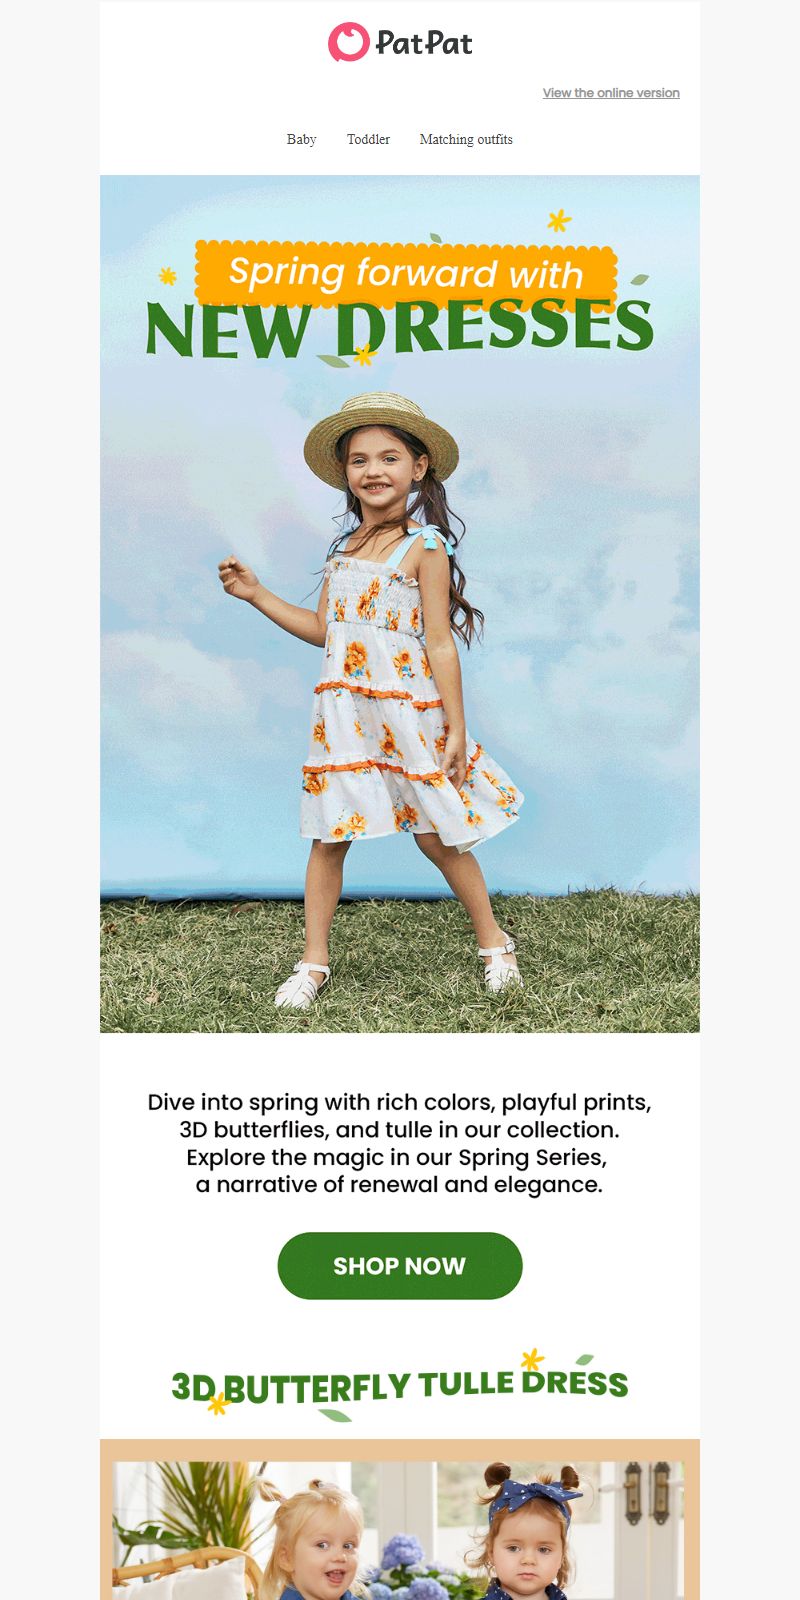 PatPat
View the online version
Baby Toddler Matching outfits
Spring forward with
NEW DRESSES
Dive into spring with rich colors, playful prints,
3D butterflies, and tulle in our collection.
Explore the magic in our Spring Series,
a narrative of renewal and elegance.
SHOP NOW
3D BUTTERFLY TULLE DRESS